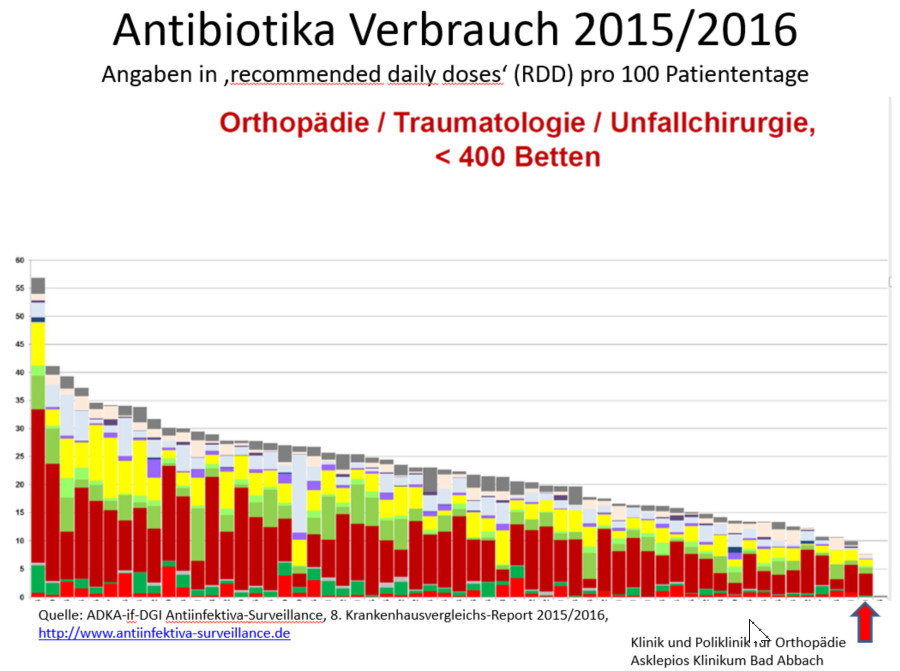 Antibiotika Verbrauch 2015/2016
Angaben in ‚recommended daily doses‘ (RDD) pro 100 Patiententage
Orthopädie / Traumatologie / Unfallchirurgie,
< 400 Betten
60
55
50
45
40
35
30
25
20
15
10
5
0
Quelle: ADKA-if-DGI Antiinfektiva-Surveillance, 8. Krankenhausvergleichs-Report 2015/2016,
http://www.antiinfektiva-surveillance.de
Klinik und Poliklinik für Orthopädie
Asklepios Klinikum Bad Abbach